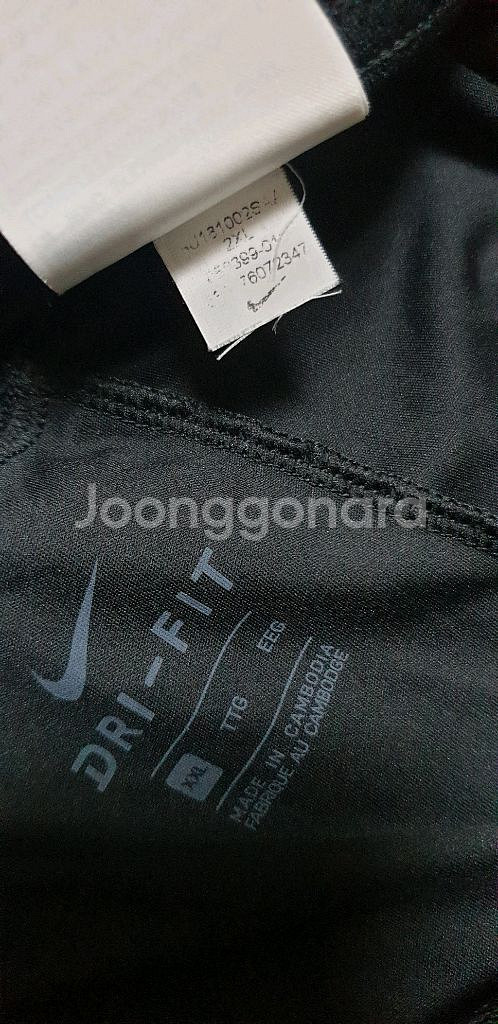 2XL
Joonggonara
DRI-FIT
XXL TTG EEG
MADE IN CAMBODIA
FABRIQUÉ AU CAMBODGE